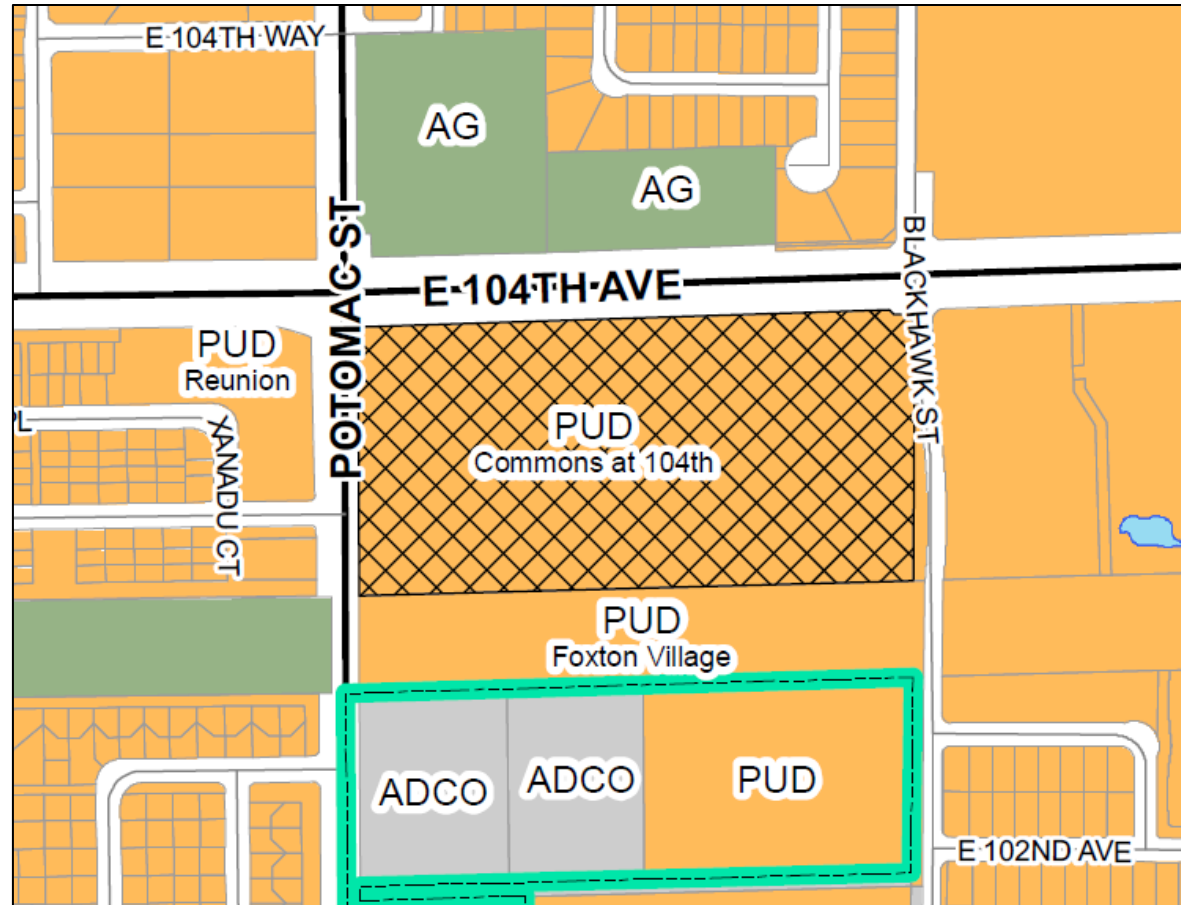 E 104TH WAY
AG
AG
POTOMAC ST
E 104TH AVE
BLACKHAWK ST
PUD
Reunion
PL
XANADU CT
PUD
Commons at 104th
PUD
Foxton Village
ADCO
ADCO
PUD
E 102ND AVE